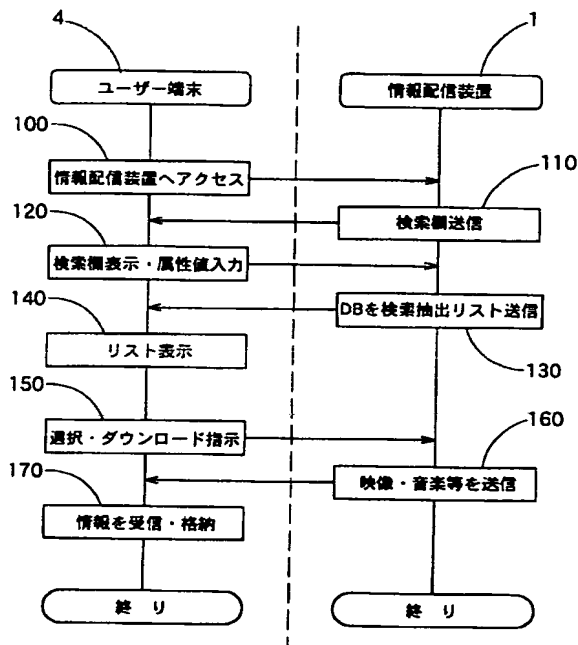 4
1
ユーザー端末
情報配信装置
100
情報配信装置へアクセス
110
検索欄送信
120
検索欄表示・属性値入力
DBを検索抽出リスト送信
130
140
リスト表示
150
選択・ダウンロード指示
160
映像・音楽等を送信
170
情報を受信・格納
終り
終り